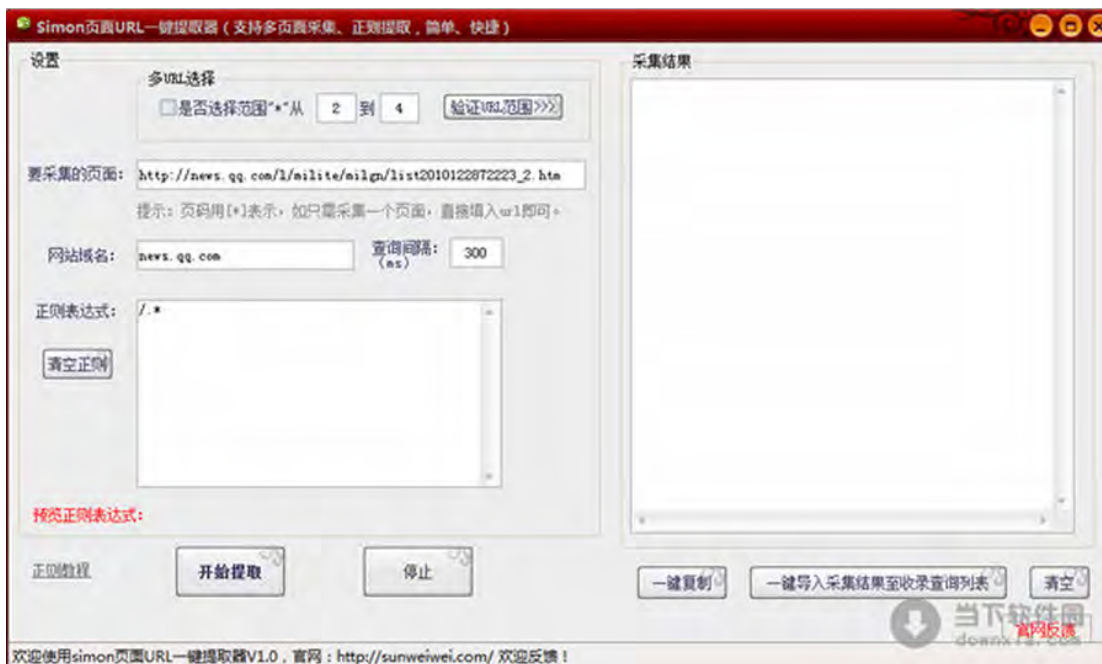 Simon页面URL一键提取器(支持多页面采集、正则提取,简单、快捷)
设置
多URL选择
是否选择范围"*"从 2 到 4 验证URL范围>>>
要采集的页面: http://news.qq.com/l/milite/milgn/list2010122872223_2.htm
提示:页码用[*]表示,如只需采集一个页面,直接填入url即可。
网站域名: news.qq.com 查询间隔: (ms) 300
正则表达式: /.*
清空正则
预览正则表达式:
正则教程 开始提取 停止
采集结果
一键复制 一键导入采集结果至收录查询列表 清空
当下软件园
官网反馈
欢迎使用simon页面URL一键提取器V1.0,官网:http://sunweiwei.com/ 欢迎反馈!